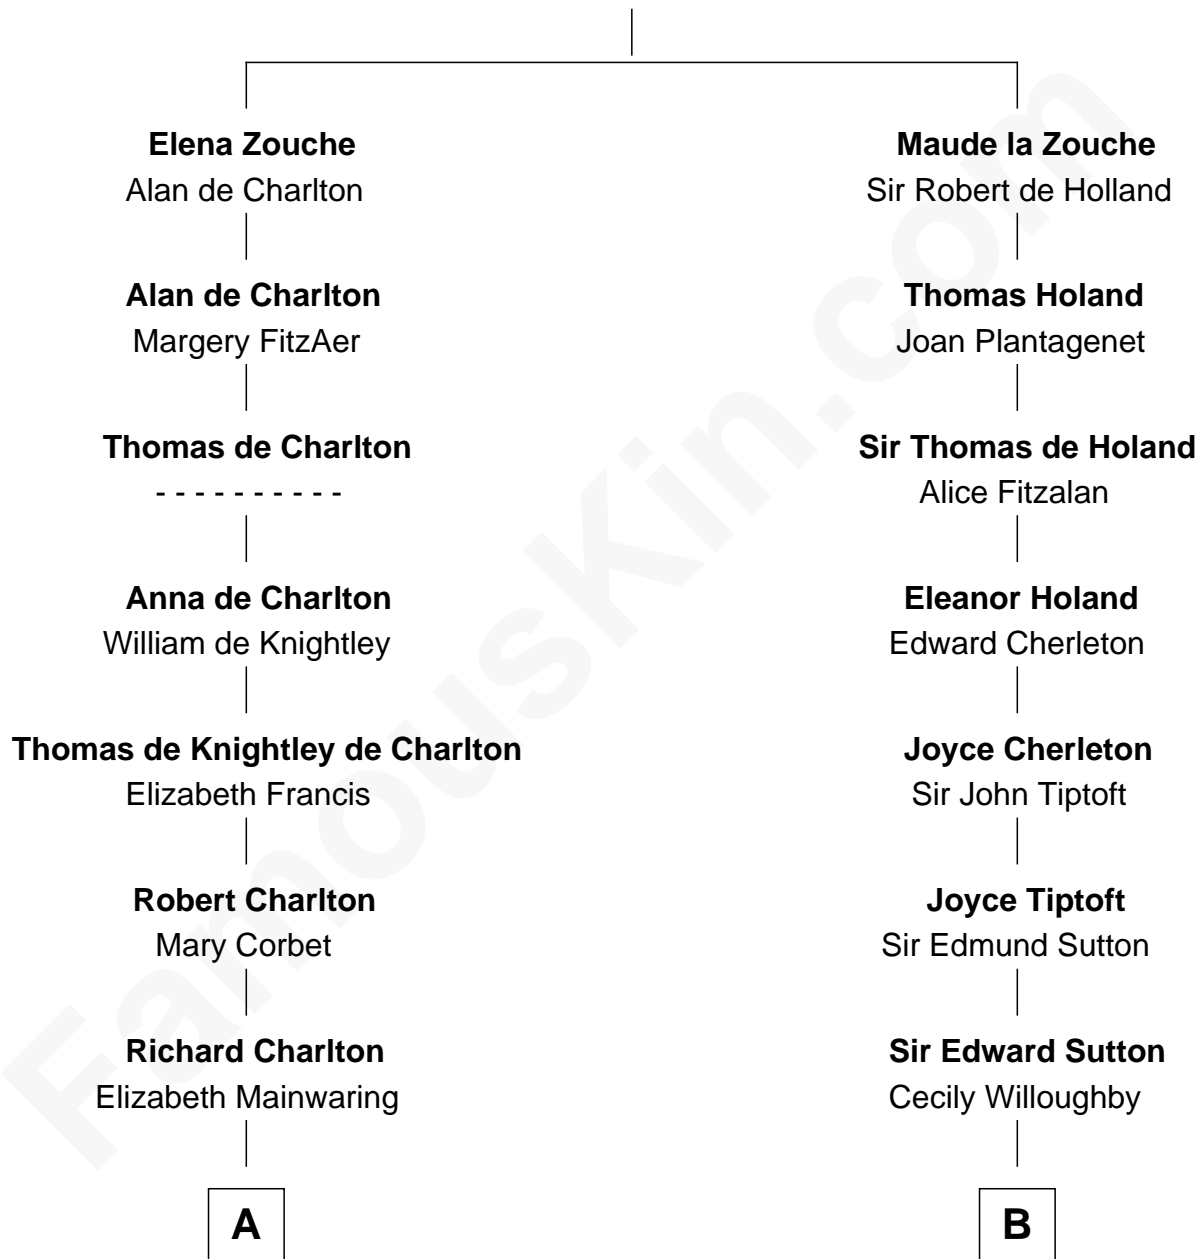 Elena Zouche
Alan de Charlton
Alan de Charlton
Margery FitzAer
Thomas de Charlton
- - - - - - - - - -
Anna de Charlton
William de Knightley
Thomas de Knightley de Charlton
Elizabeth Francis
Robert Charlton
Mary Corbet
Richard Charlton
Elizabeth Mainwaring
A
Maude la Zouche
Sir Robert de Holland
Thomas Holand
Joan Plantagenet
Sir Thomas de Holand
Alice Fitzalan
Eleanor Holand
Edward Cherleton
Joyce Cherleton
Sir John Tiptoft
Joyce Tiptoft
Sir Edmund Sutton
Sir Edward Sutton
Cecily Willoughby
B
FamousKin.com